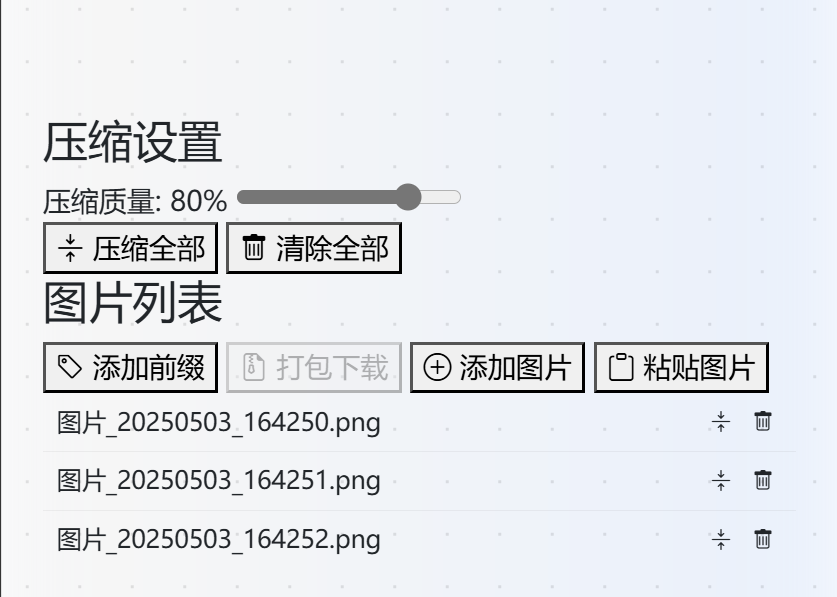 压缩设置
压缩质量: 80%
压缩全部 清除全部
图片列表
添加前缀 打包下载 添加图片 粘贴图片
图片_20250503_164250.png
图片_20250503_164251.png
图片_20250503_164252.png